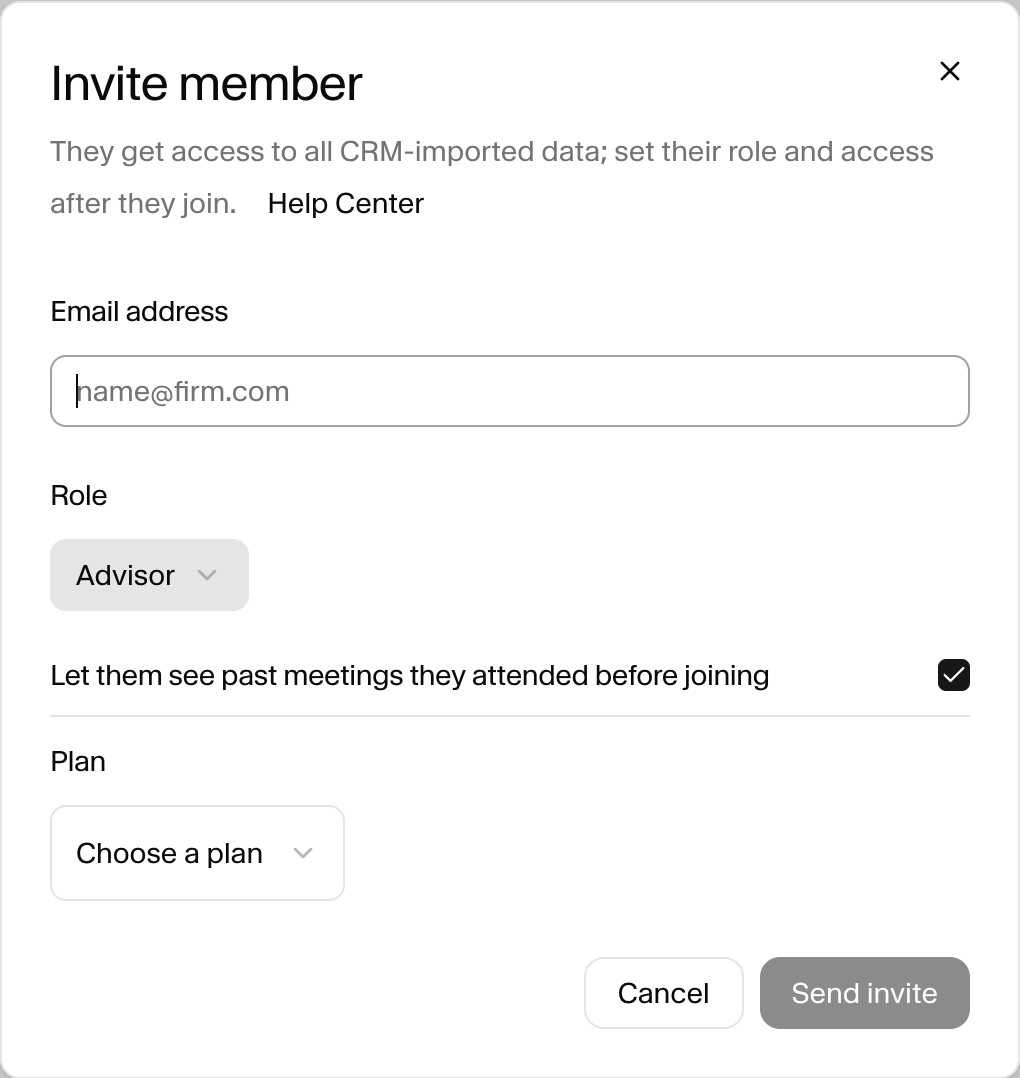 Invite member
They get access to all CRM-imported data; set their role and access
after they join. Help Center
Email address
name@firm.com
Role
Advisor
Let them see past meetings they attended before joining
Plan
Choose a plan
Cancel Send invite